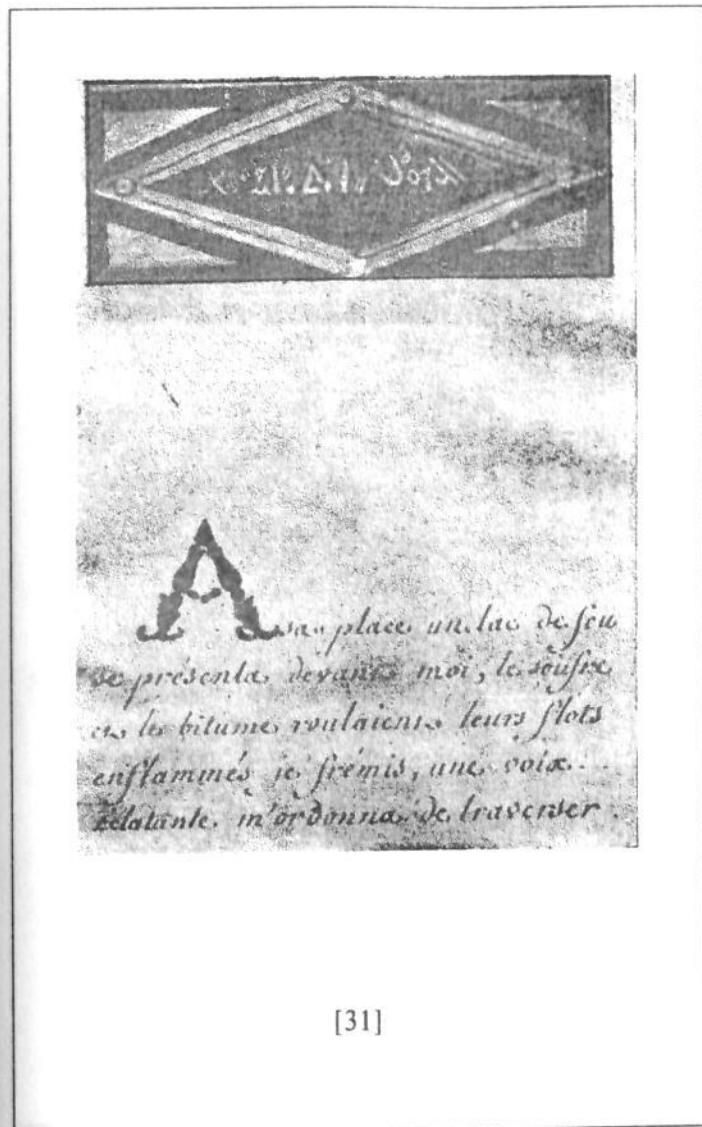 A sa place un lac de feu
se présenta devant moi, le soufre
et le bitume roulaient leurs flots
enflammés je frémis, une voix...
éclatante m'ordonna de traverser.
[31]